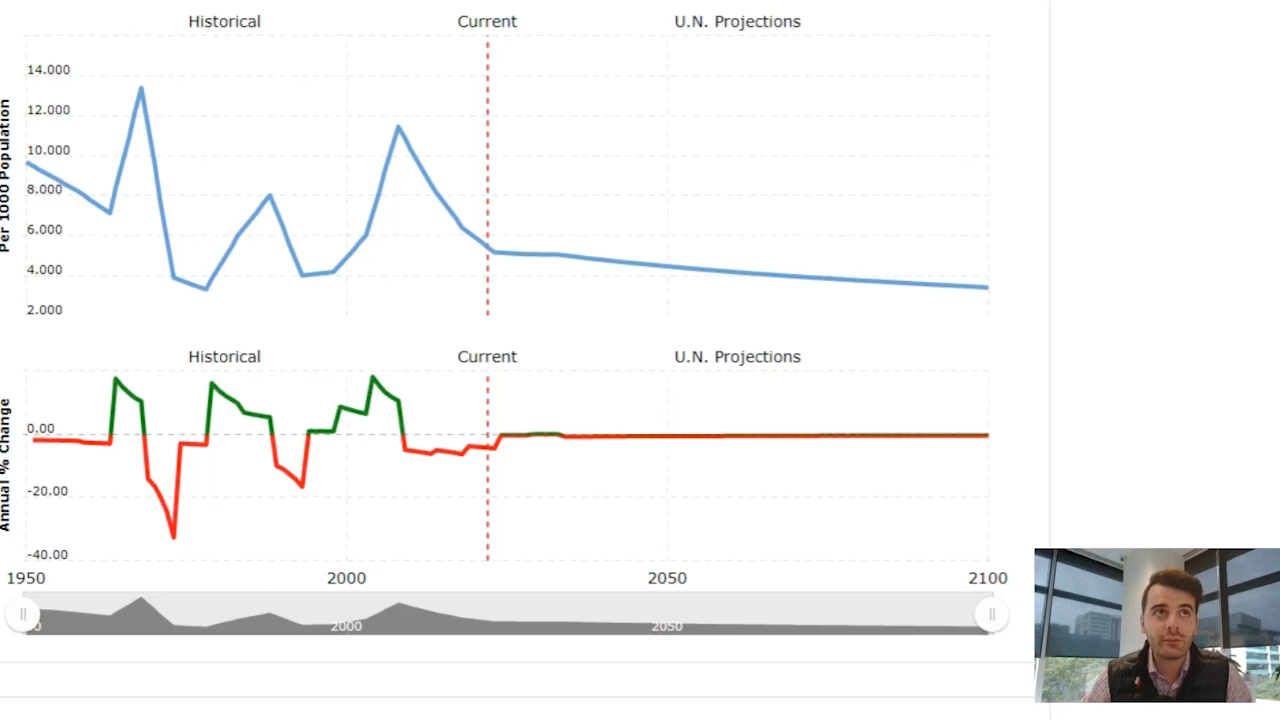 Historical Current U.N. Projections
14.000
12.000
10.000
8.000
6.000
4.000
2.000
Per 1000 Population
Historical Current U.N. Projections
0.00
-20.00
-40.00
Annual % Change
1950 2000 2050 2100
2000 2050